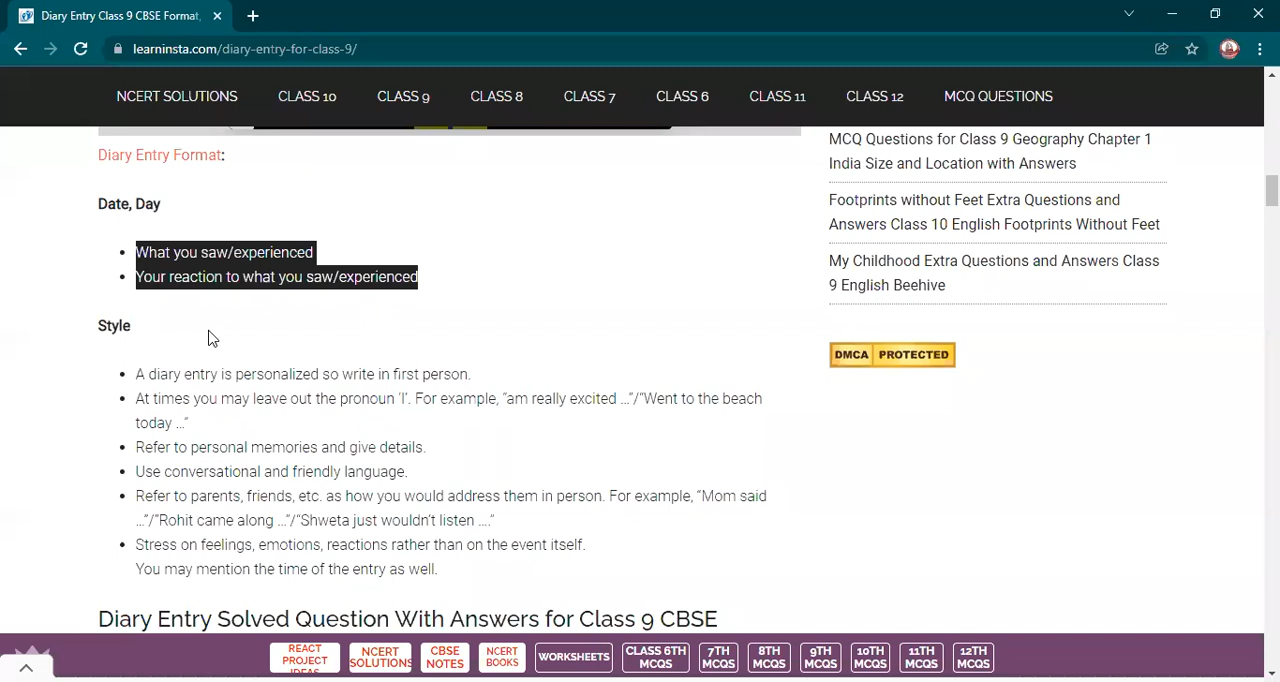 Diary Entry Class 9 CBSE Format,
learninsta.com/diary-entry-for-class-9/
NCERT SOLUTIONS CLASS 10 CLASS 9 CLASS 8 CLASS 7 CLASS 6 CLASS 11 CLASS 12 MCQ QUESTIONS
Diary Entry Format:
Date, Day
• What you saw/experienced
• Your reaction to what you saw/experienced
Style
• A diary entry is personalized so write in first person.
• At times you may leave out the pronoun ‘I’. For example, “am really excited …”/“Went to the beach
today …”
• Refer to personal memories and give details.
• Use conversational and friendly language.
• Refer to parents, friends, etc. as how you would address them in person. For example, “Mom said
…”/“Rohit came along …”/“Shweta just wouldn’t listen ….”
• Stress on feelings, emotions, reactions rather than on the event itself.
You may mention the time of the entry as well.
Diary Entry Solved Question With Answers for Class 9 CBSE
MCQ Questions for Class 9 Geography Chapter 1
India Size and Location with Answers
Footprints without Feet Extra Questions and
Answers Class 10 English Footprints Without Feet
My Childhood Extra Questions and Answers Class
9 English Beehive
DMCA PROTECTED
REACT
PROJECT
IDEAS
NCERT
SOLUTIONS
CBSE
NOTES
NCERT
BOOKS
WORKSHEETS
CLASS 6TH
MCQS
7TH
MCQS
8TH
MCQS
9TH
MCQS
10TH
MCQS
11TH
MCQS
12TH
MCQS